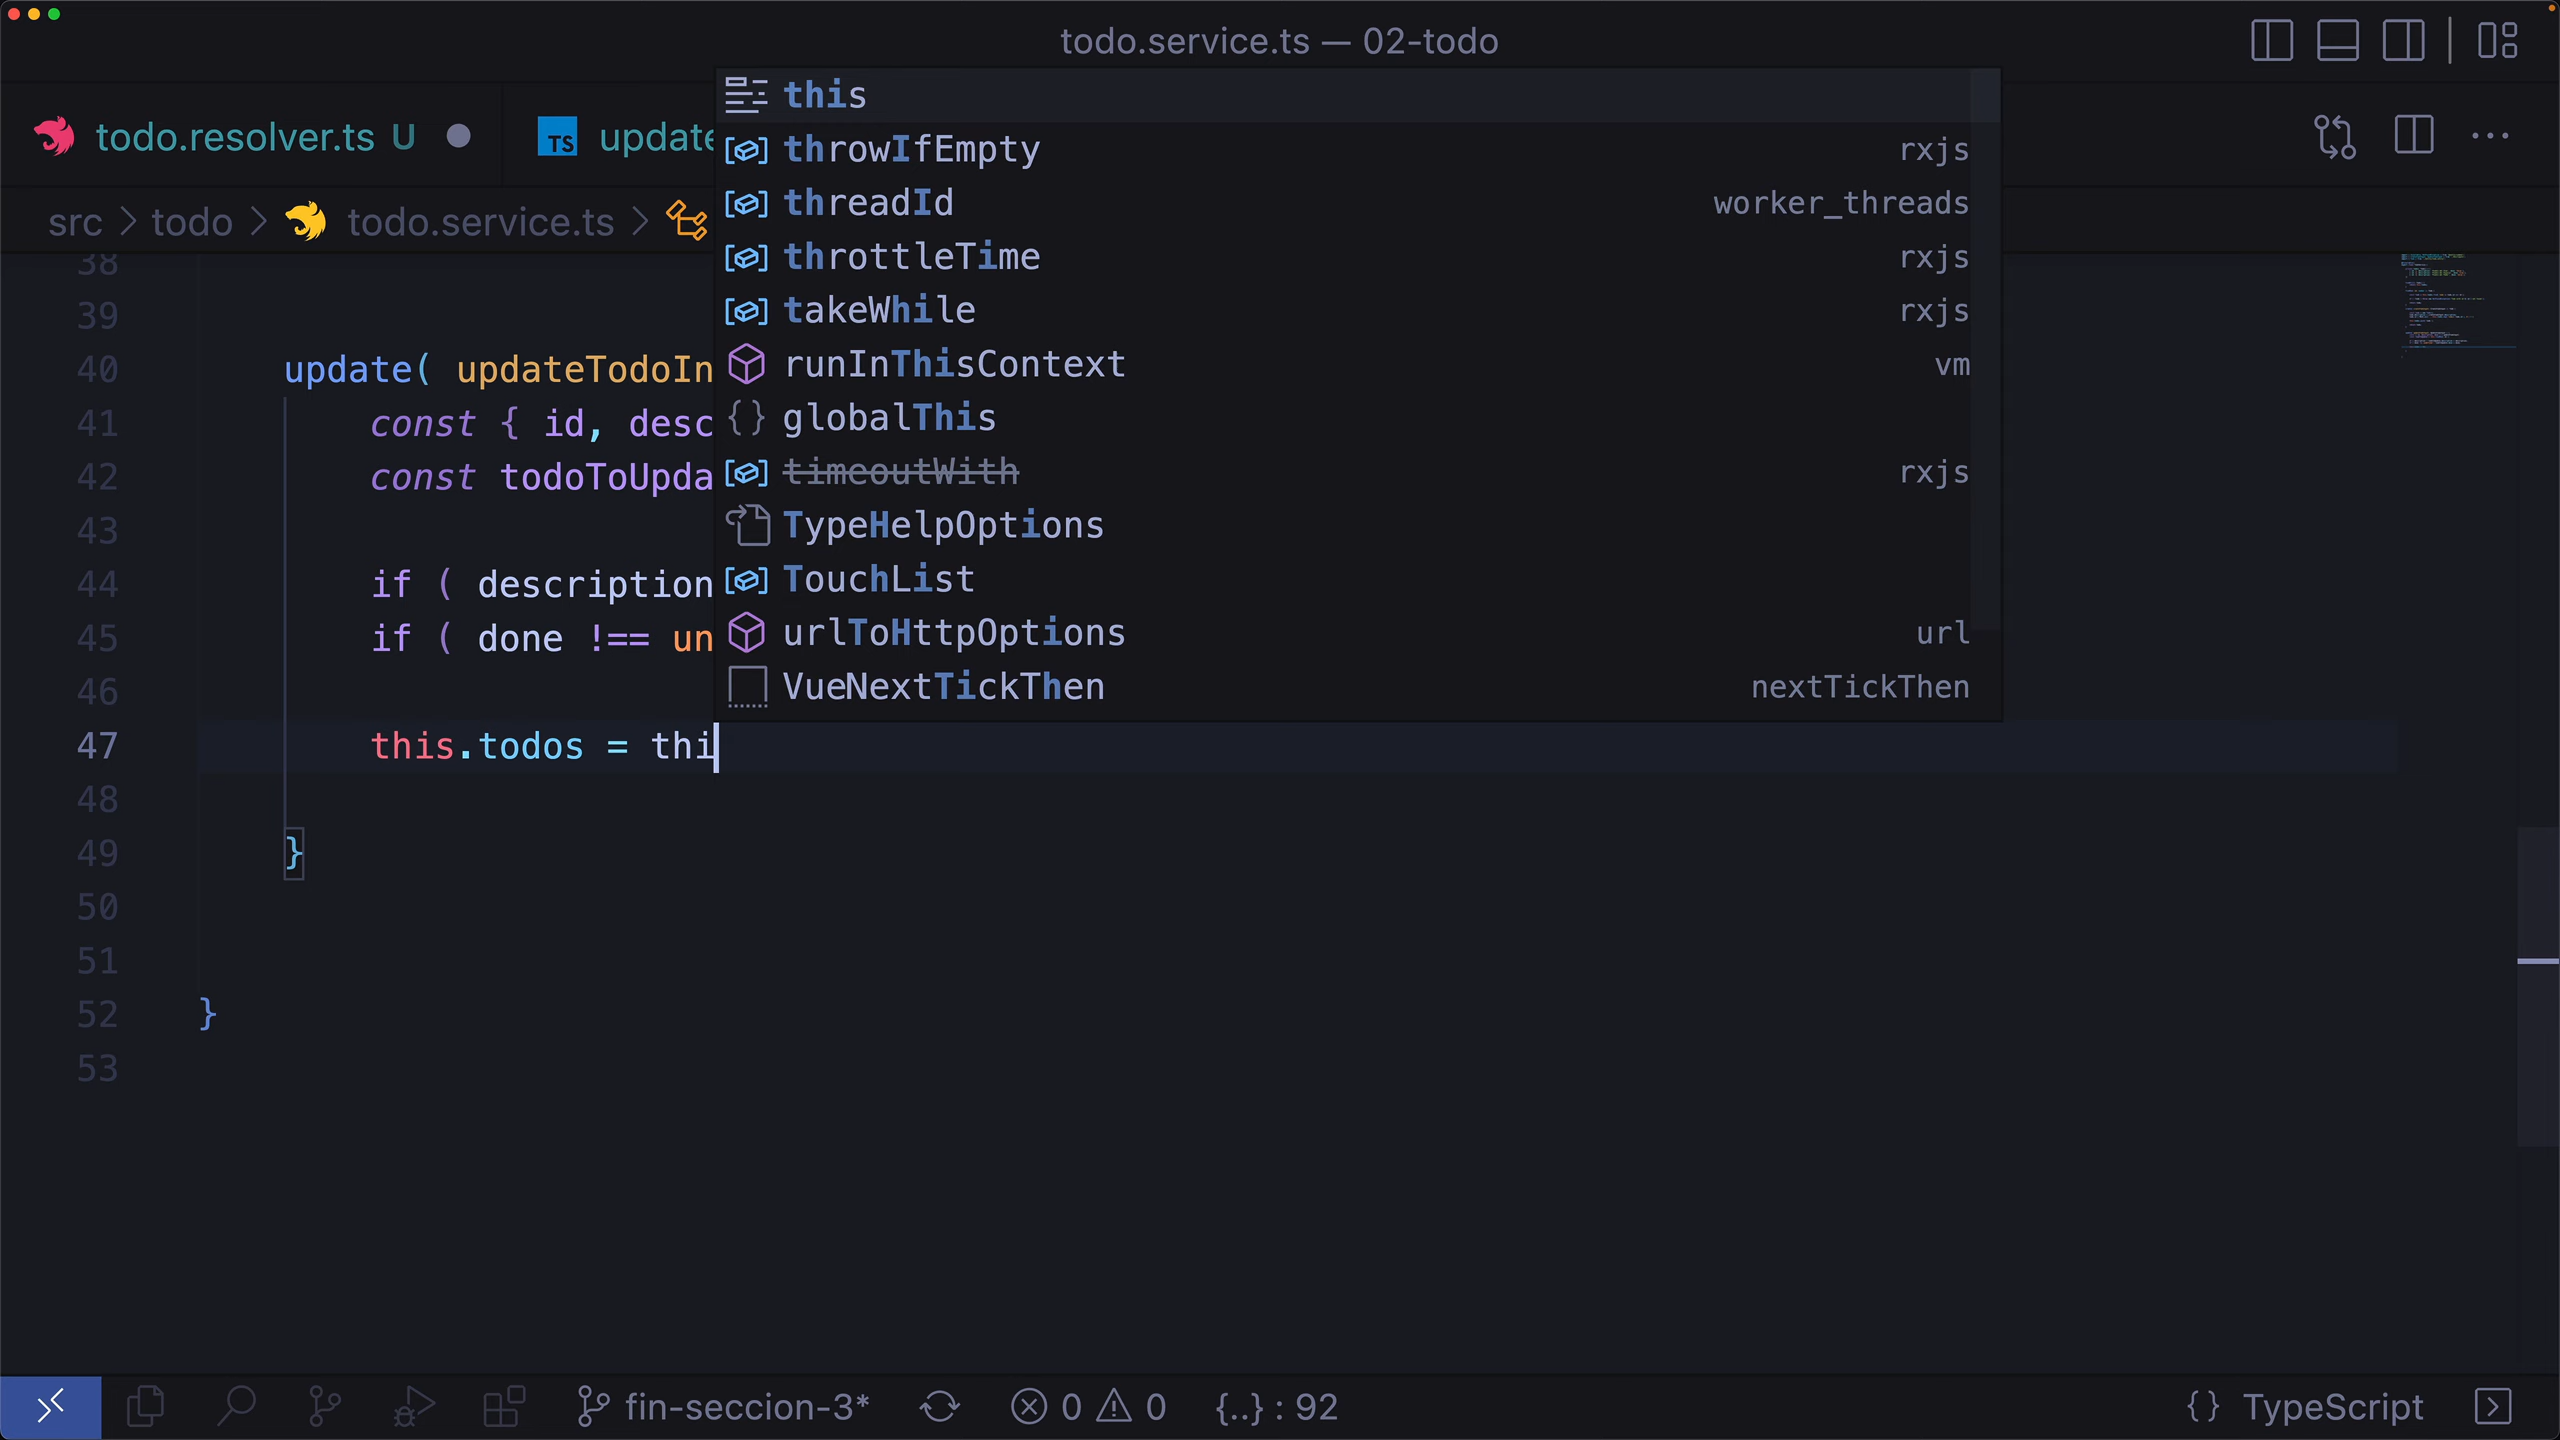 todo.service.ts — 02-todo
todo.resolver.ts U
TS update
src > todo > todo.service.ts >
this
throwIfEmpty rxjs
threadId worker_threads
throttleTime rxjs
takeWhile rxjs
runInThisContext vm
globalThis
timeoutWith rxjs
TypeHelpOptions
TouchList
urlToHttpOptions url
VueNextTickThen nextTickThen
38
39
40 update( updateTodoIn
41 const { id, desc
42 const todoToUpda
43
44 if ( description
45 if ( done !== un
46
47 this.todos = thi
48
49 }
50
51
52 }
53
fin-seccion-3* 0 0 {..} : 92 {} TypeScript